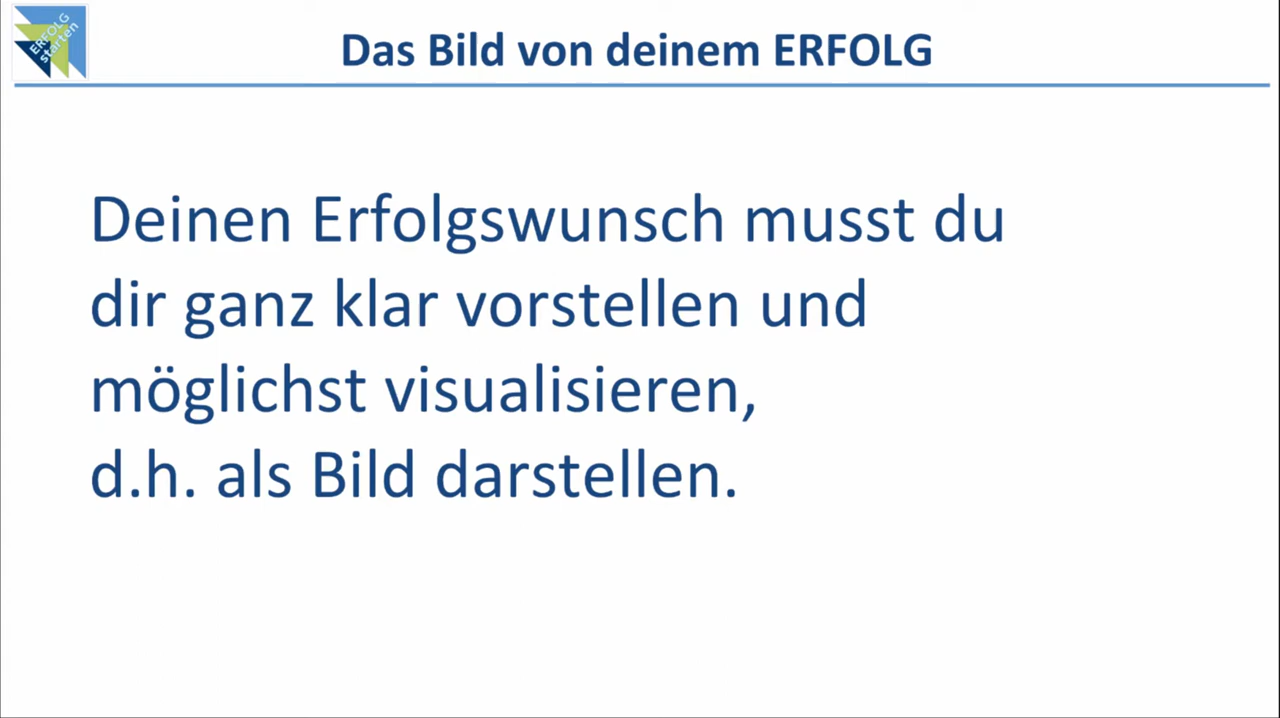 ERFOLG
starten
Das Bild von deinem ERFOLG
Deinen Erfolgswunsch musst du
dir ganz klar vorstellen und
möglichst visualisieren,
d.h. als Bild darstellen.